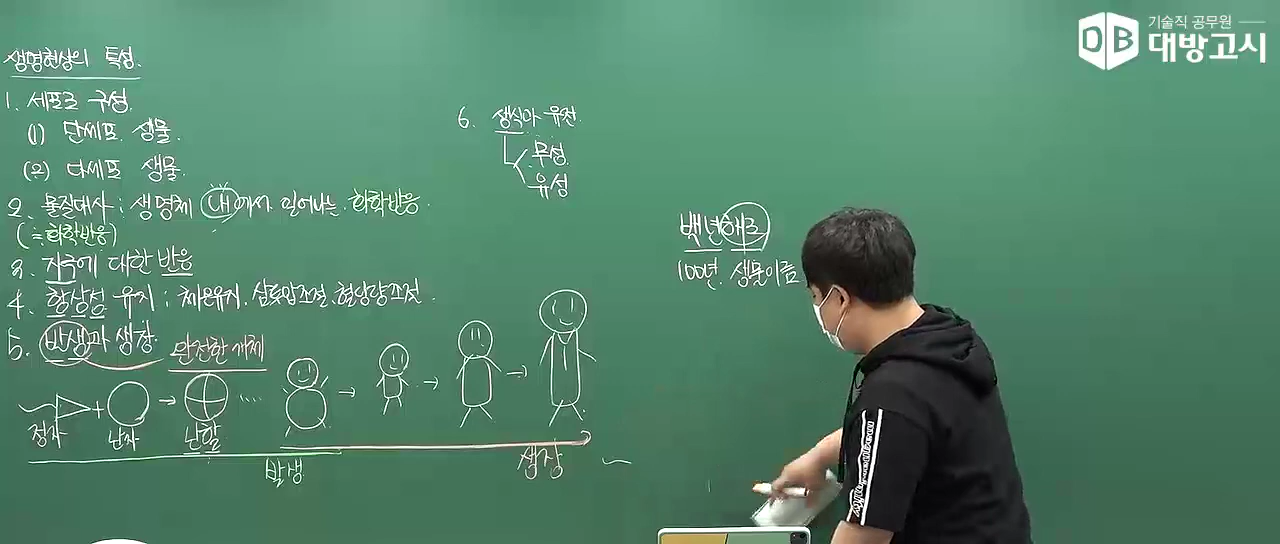 기술직 공무원
DB 대방고시
생명현상의 특성.
1. 세포로 구성.
(1) 단세포 생물.
(2) 다세포 생물.
2. 물질대사 : 생명체 내에서 일어나는 화학반응.
(= 화학반응)
3. 자극에 대한 반응
4. 항상성 유지 : 체온유지, 삼투압조절, 혈당량조절.
5. 발생과 생장.
완전한 개체
정자 + 난자 → 난할 .... → → →
발생
생장 ~
6. 생식과 유전
무성.
유성
백년해로
100년. 생물이름